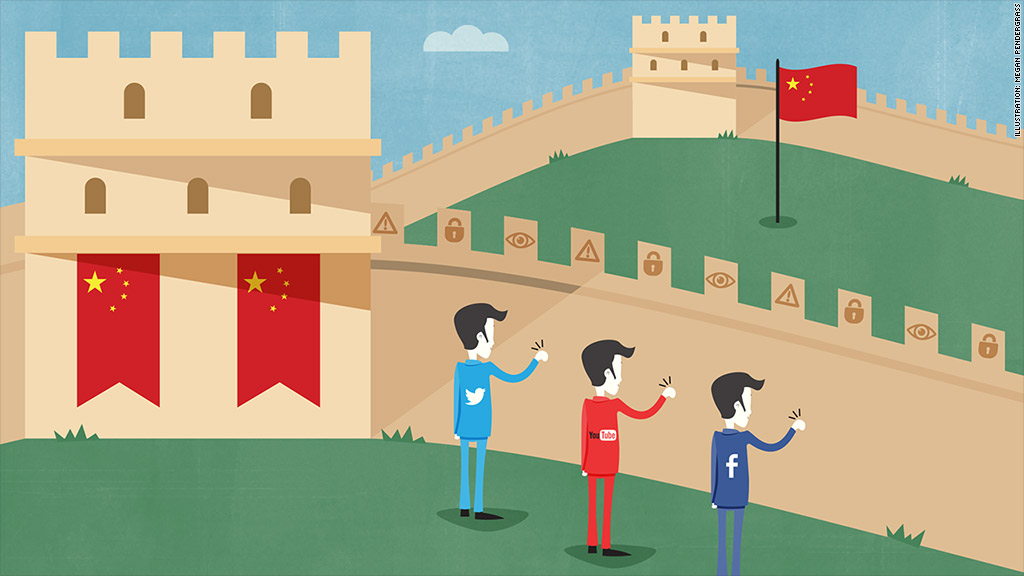 ILLUSTRATION: MEGAN PENDERGRASS
YouTube
f